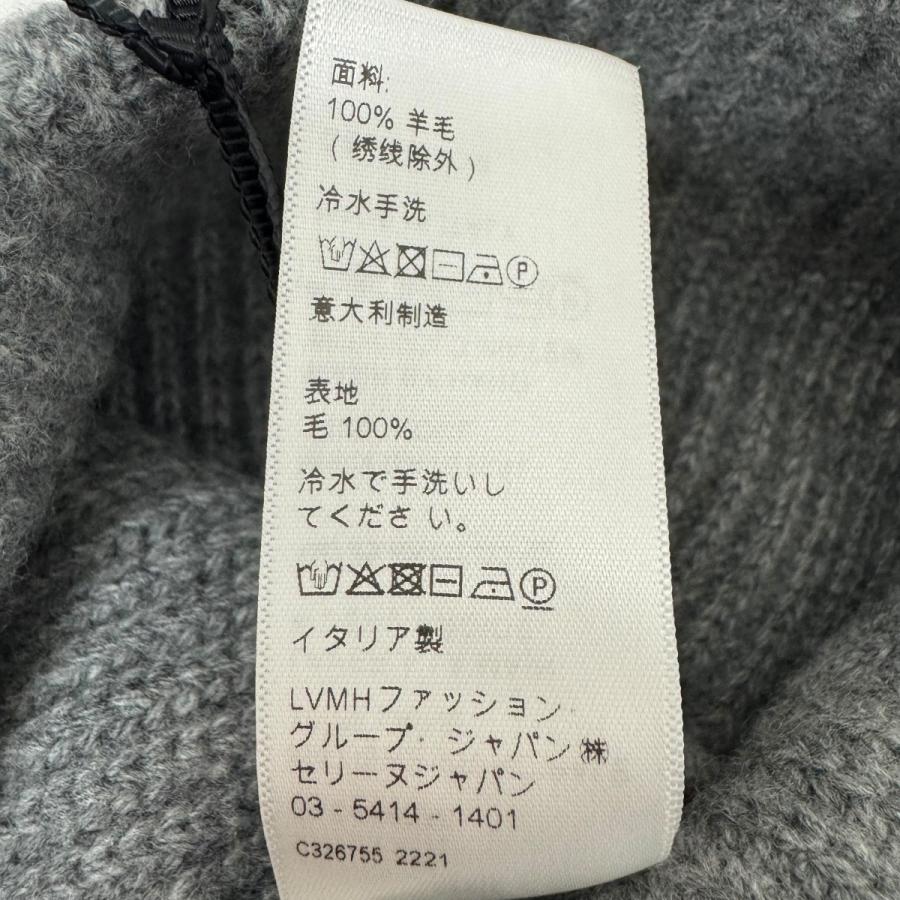 面料:
100% 羊毛
( 绣线除外 )
冷水手洗
P
意大利制造
表地
毛 100%
冷水で手洗いし
てくださ い。
P
イタリア製
LVMHファッション・
グループ・ジャパン㈱
セリーヌジャパン
03 - 5414 - 1401
C326755 2221